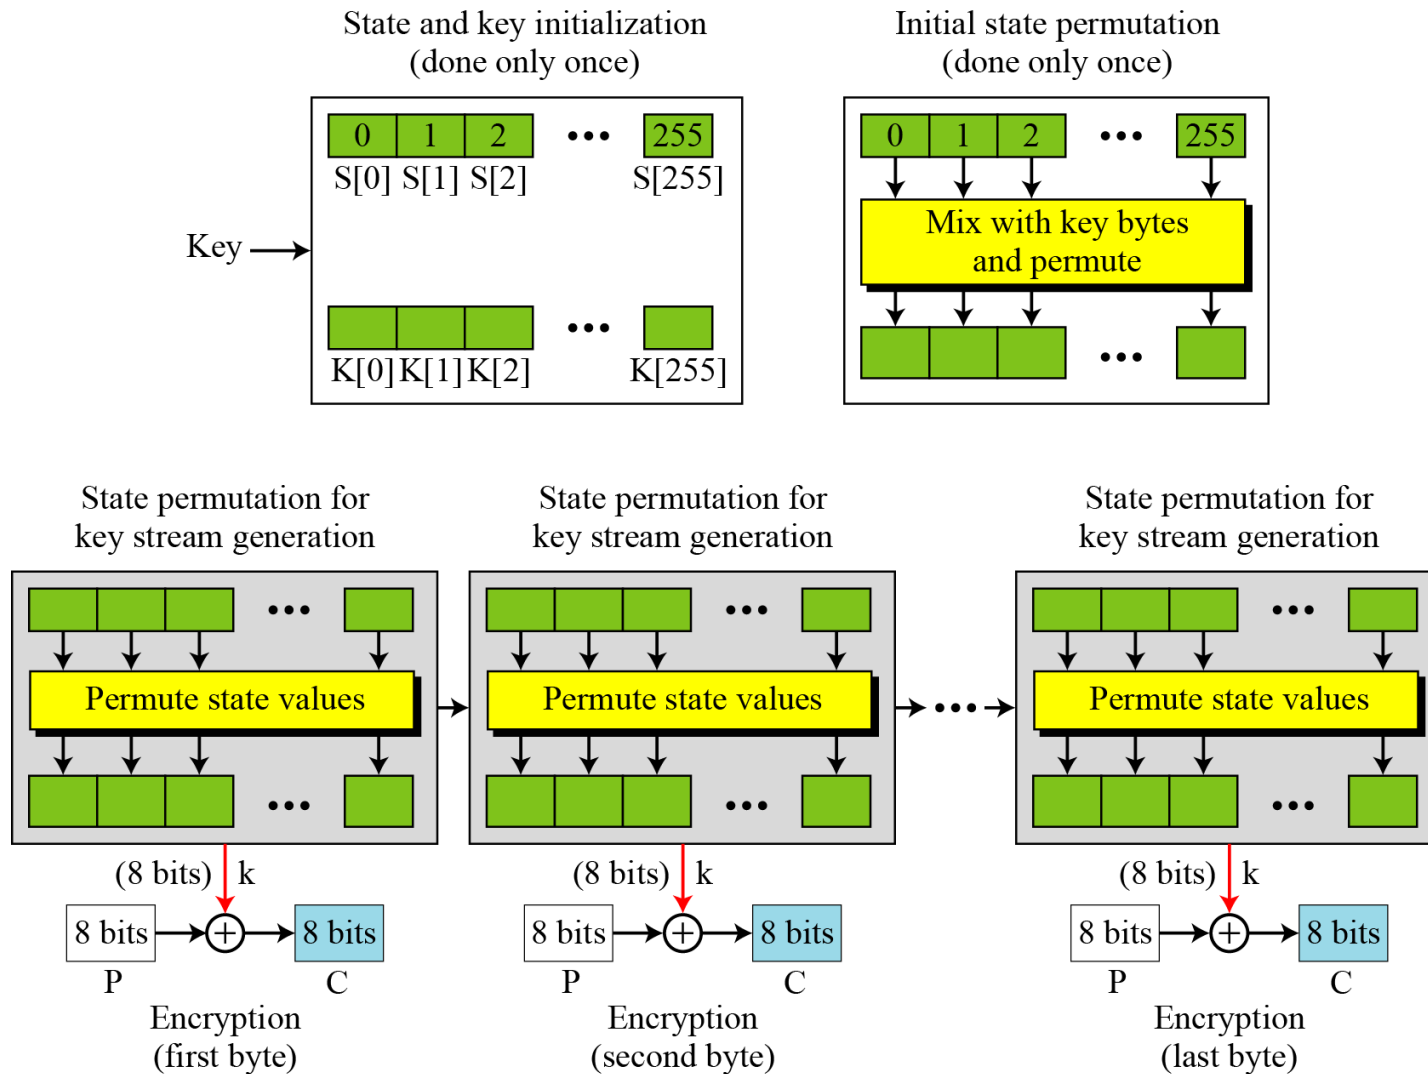 State and key initialization
(done only once)
Initial state permutation
(done only once)
0 1 2 ••• 255
S[0] S[1] S[2] S[255]
Key
K[0] K[1] K[2] ••• K[255]
0 1 2 ••• 255
Mix with key bytes
and permute
•••
State permutation for
key stream generation
•••
Permute state values
•••
(8 bits) k
8 bits + 8 bits
P C
Encryption
(first byte)
State permutation for
key stream generation
•••
Permute state values
•••
(8 bits) k
8 bits + 8 bits
P C
Encryption
(second byte)
•••
State permutation for
key stream generation
•••
Permute state values
•••
(8 bits) k
8 bits + 8 bits
P C
Encryption
(last byte)